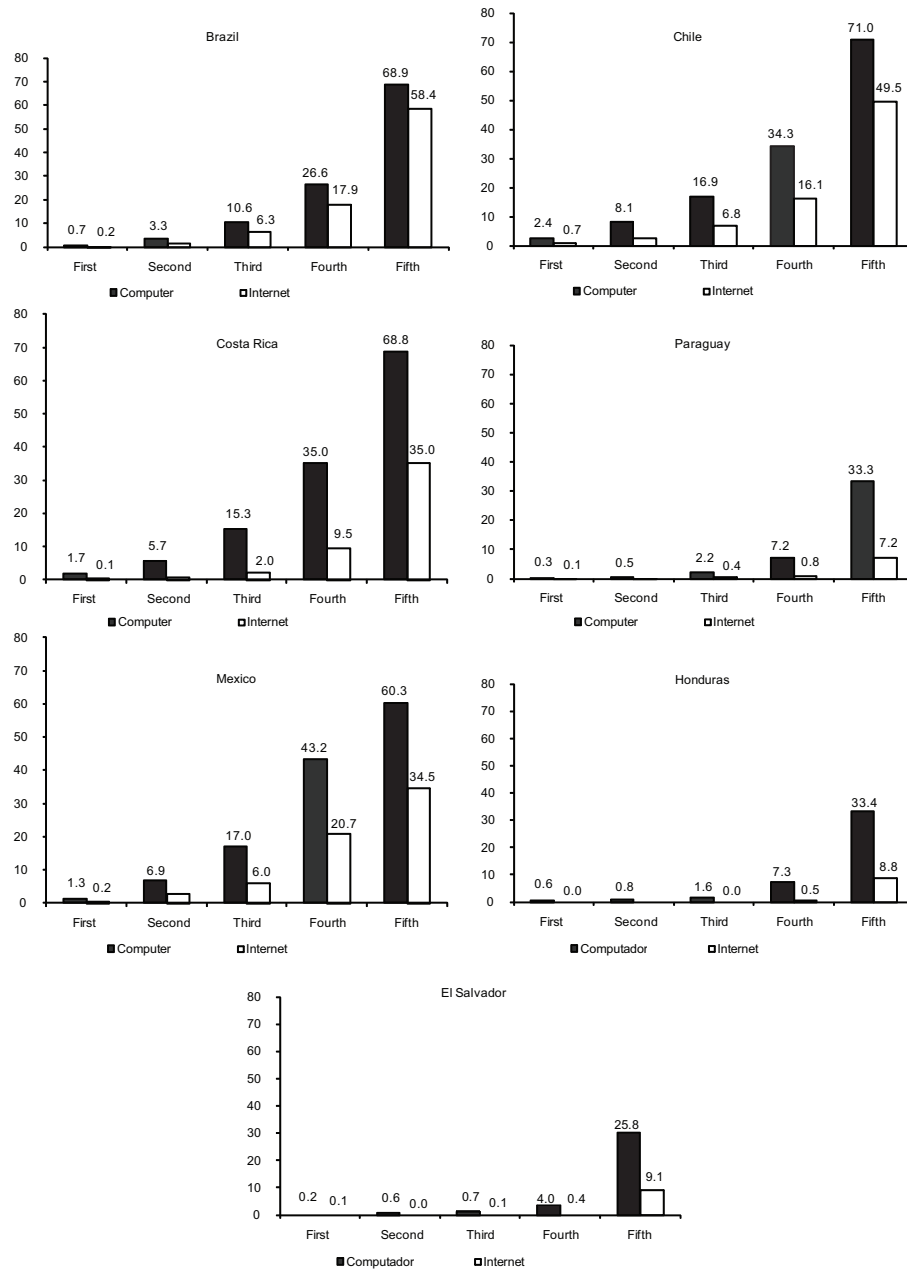 Brazil
80
70
60
50
40
30
20
10
0
0.7 0.2 3.3 10.6 6.3 26.6 17.9 68.9 58.4
First Second Third Fourth Fifth
Computer Internet
Chile
80
70
60
50
40
30
20
10
0
2.4 0.7 8.1 16.9 6.8 34.3 16.1 71.0 49.5
First Second Third Fourth Fifth
Computer Internet
Costa Rica
70
60
50
40
30
20
10
0
1.7 0.1 5.7 15.3 2.0 35.0 9.5 68.8 35.0
First Second Third Fourth Fifth
Computer Internet
Paraguay
80
70
60
50
40
30
20
10
0
0.3 0.1 0.5 2.2 0.4 7.2 0.8 33.3 7.2
First Second Third Fourth Fifth
Computer Internet
Mexico
80
70
60
50
40
30
20
10
0
1.3 0.2 6.9 17.0 6.0 43.2 20.7 60.3 34.5
First Second Third Fourth Fifth
Computer Internet
Honduras
80
70
60
50
40
30
20
10
0
0.6 0.0 0.8 1.6 0.0 7.3 0.5 33.4 8.8
First Second Third Fourth Fifth
Computador Internet
El Salvador
80
70
60
50
40
30
20
10
0
0.2 0.1 0.6 0.0 0.7 0.1 4.0 0.4 25.8 9.1
First Second Third Fourth Fifth
Computador Internet